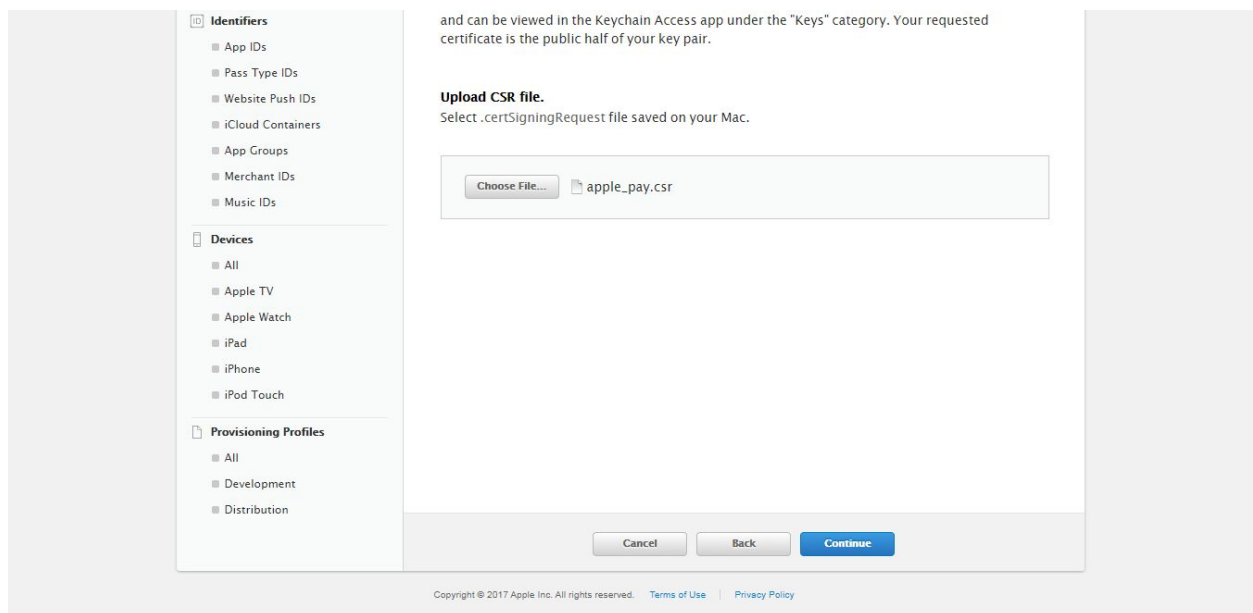 ID Identifiers
App IDs
Pass Type IDs
Website Push IDs
iCloud Containers
App Groups
Merchant IDs
Music IDs
Devices
All
Apple TV
Apple Watch
iPad
iPhone
iPod Touch
Provisioning Profiles
All
Development
Distribution
and can be viewed in the Keychain Access app under the "Keys" category. Your requested
certificate is the public half of your key pair.
Upload CSR file.
Select .certSigningRequest file saved on your Mac.
Choose File... apple_pay.csr
Cancel Back Continue
Copyright © 2017 Apple Inc. All rights reserved. Terms of Use | Privacy Policy